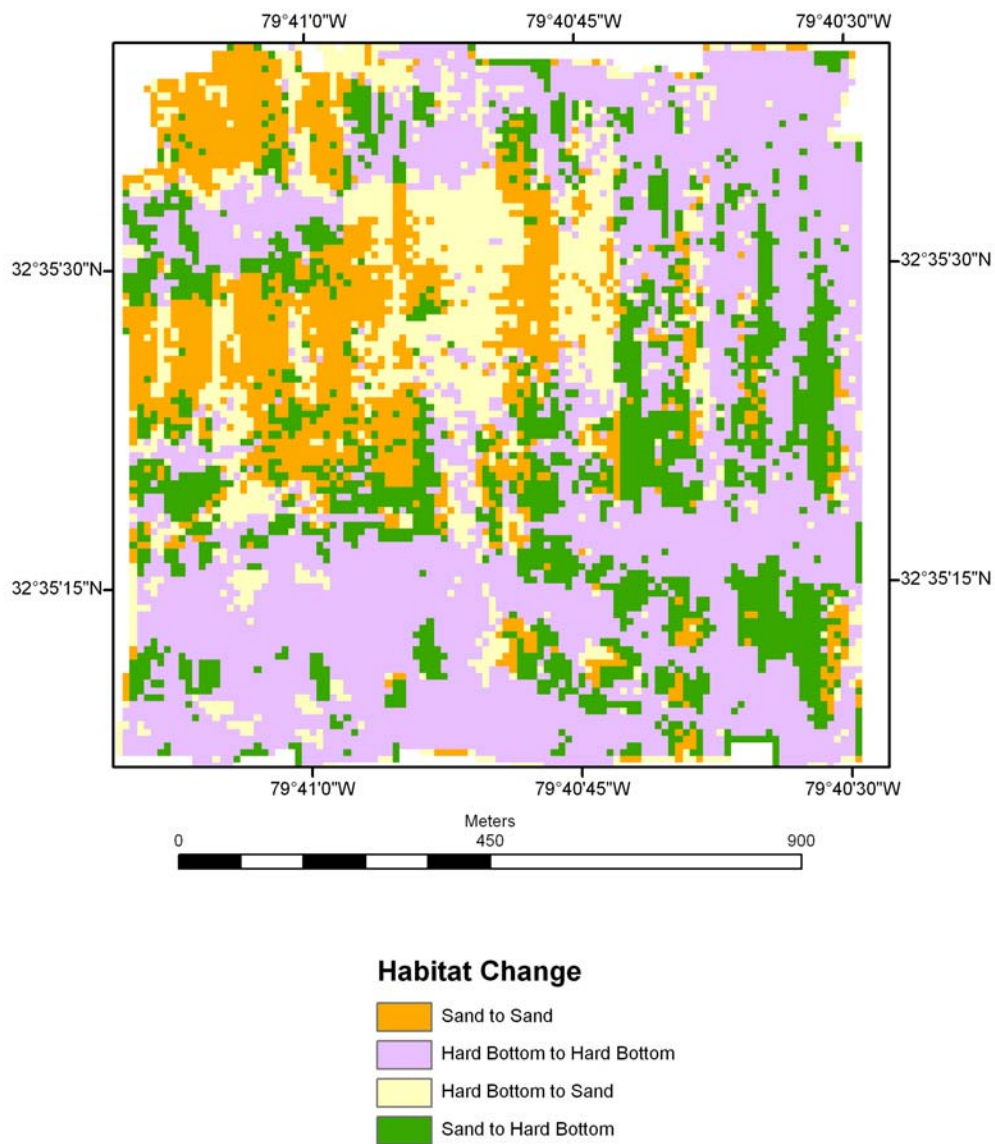 79°41'0"W 79°40'45"W 79°40'30"W
32°35'30"N 32°35'30"N
32°35'15"N 32°35'15"N
79°41'0"W 79°40'45"W 79°40'30"W
Meters
0 450 900
Habitat Change
Sand to Sand
Hard Bottom to Hard Bottom
Hard Bottom to Sand
Sand to Hard Bottom